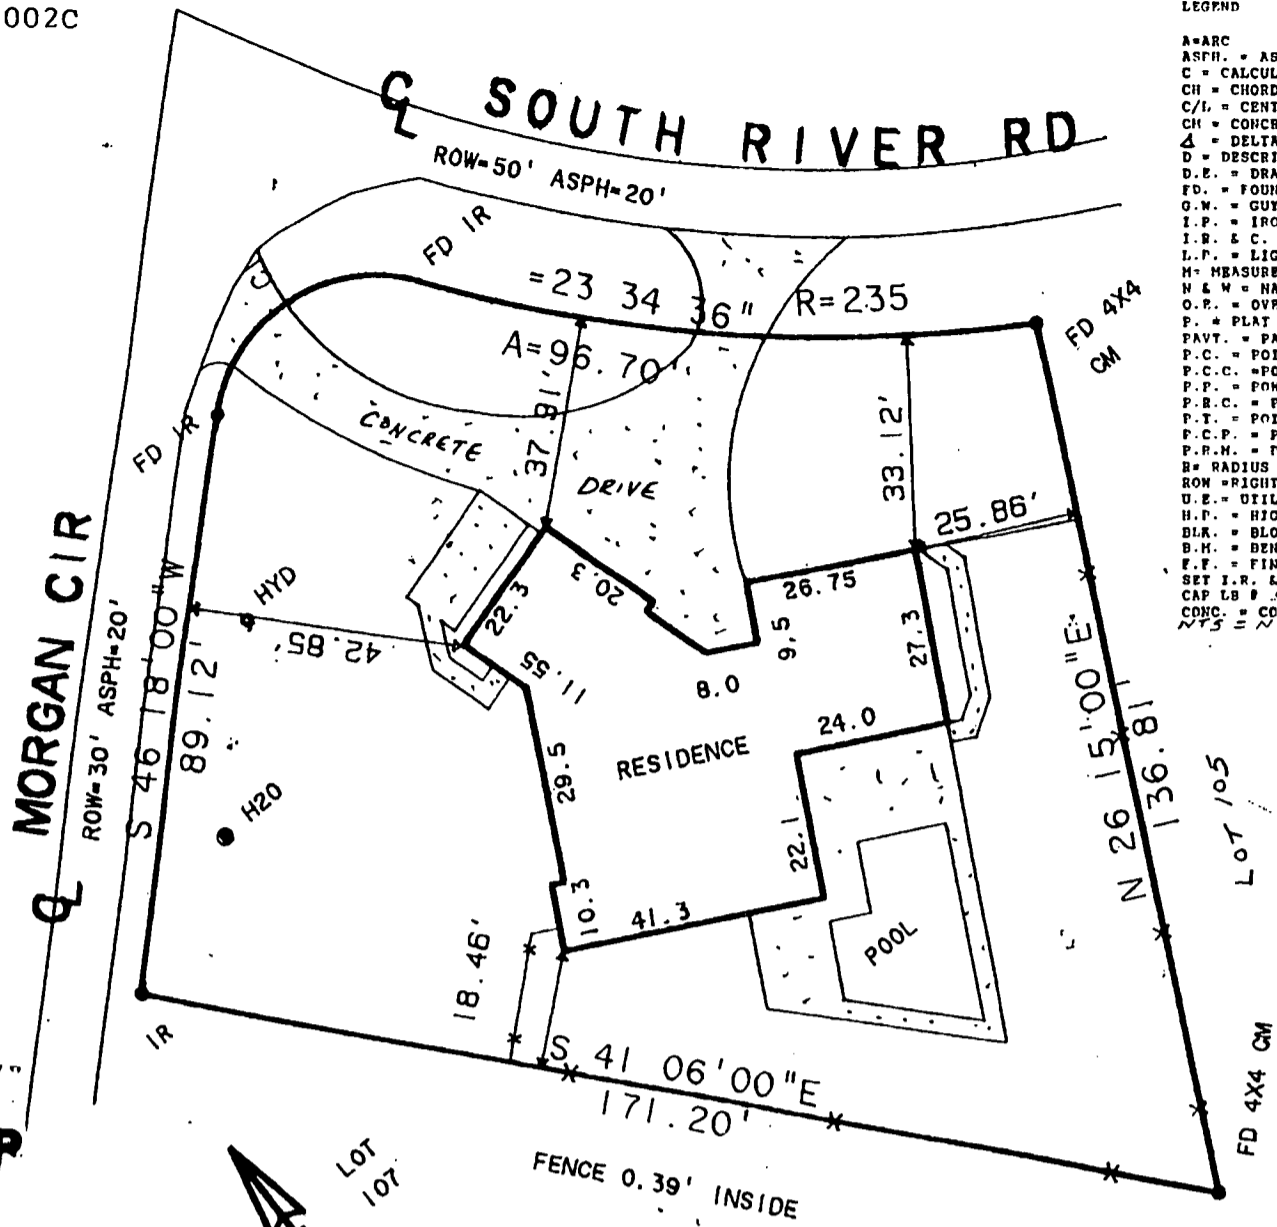 002C
LEGEND
A=ARC
ASPH. = AS
C = CALCUL
CH = CHORD
C/L = CENT
CM = CONCR
Δ = DELTA
D = DESCRI
D.E. = DRA
FD. = FOUN
G.W. = GUY
I.P. = IRO
I.R. & C.
L.P. = LIG
M= MEASURE
N & W = NA
O.R. = OVE
P. = PLAT
PAVT. = PA
P.C. = POI
P.C.C. =PO
P.P. = POW
P.R.C. = P
P.T. = POI
P.C.P. = P
P.R.M. = P
R= RADIUS
ROW =RIGHT
U.E.= UTIL
H.P. = HIG
BLK. = BLO
B.M. = BEN
F.F. = FIN
SET I.R. &
CAP LB #
CONC. = CO
NTS = N
CL SOUTH RIVER RD
ROW=50' ASPH=20'
FD IR
=23 34 36" R=235
A=96.70'
FD 4X4
CM
C
CONCRETE
DRIVE
37.91'
33.12'
25.86'
FD IR
CL MORGAN CIR
ROW=30' ASPH=20'
S 46 18'00"W
89.12'
HYD
42.85'
H2O
22.3
20.3
11.55
26.75
9.5
8.0
27.3
24.0
RESIDENCE
29.5
22.1
10.3
41.3
POOL
18.46'
N 26 15'00"E
136.81'
LOT 105
IR
S 41 06'00"E
171.20'
FD 4X4 CM
LOT
107
FENCE 0.39' INSIDE